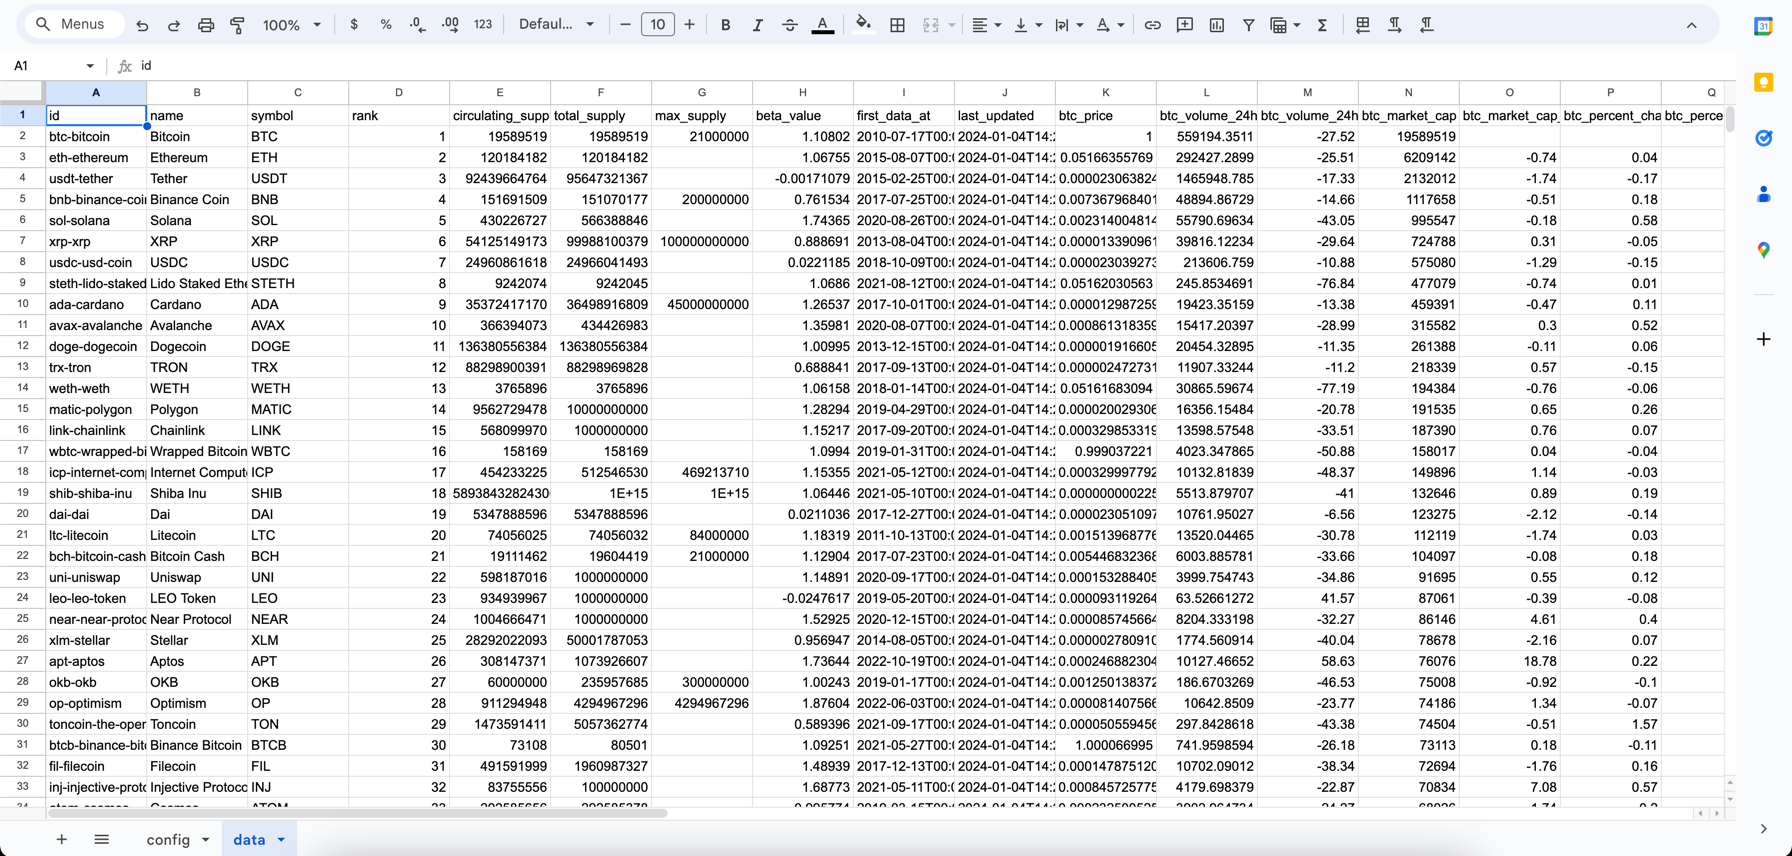 Menus 100% $ % .0 .00 123 Defaul... − 10 + B I A Σ 31
A1 fx id
A B C D E F G H I J K L M N O P Q
1 id name symbol rank circulating_supp total_supply max_supply beta_value first_data_at last_updated btc_price btc_volume_24h btc_volume_24h btc_market_cap btc_market_cap_ btc_percent_cha btc_perce
2 btc-bitcoin Bitcoin BTC 1 19589519 19589519 21000000 1.10802 2010-07-17T00:( 2024-01-04T14:2 1 559194.3511 -27.52 19589519
3 eth-ethereum Ethereum ETH 2 120184182 120184182 1.06755 2015-08-07T00:( 2024-01-04T14:2 0.05166355769 292427.2899 -25.51 6209142 -0.74 0.04
4 usdt-tether Tether USDT 3 92439664764 95647321367 -0.00171079 2015-02-25T00:( 2024-01-04T14:2 0.000023063824 1465948.785 -17.33 2132012 -1.74 -0.17
5 bnb-binance-coin Binance Coin BNB 4 151691509 151070177 200000000 0.761534 2017-07-25T00:( 2024-01-04T14:2 0.007367968401 48894.86729 -14.66 1117658 -0.51 0.18
6 sol-solana Solana SOL 5 430226727 566388846 1.74365 2020-08-26T00:( 2024-01-04T14:2 0.002314004814 55790.69634 -43.05 995547 -0.18 0.58
7 xrp-xrp XRP XRP 6 54125149173 99988100379 100000000000 0.888691 2013-08-04T00:( 2024-01-04T14:2 0.000013390961 39816.12234 -29.64 724788 0.31 -0.05
8 usdc-usd-coin USDC USDC 7 24960861618 24966041493 0.0221185 2018-10-09T00:( 2024-01-04T14:2 0.000023039273 213606.759 -10.88 575080 -1.29 -0.15
9 steth-lido-staked Lido Staked Ethe STETH 8 9242074 9242045 1.0686 2021-08-12T00:( 2024-01-04T14:2 0.05162030563 245.8534691 -76.84 477079 -0.74 0.01
10 ada-cardano Cardano ADA 9 35372417170 36498916809 45000000000 1.26537 2017-10-01T00:( 2024-01-04T14:2 0.000012987259 19423.35159 -13.38 459391 -0.47 0.11
11 avax-avalanche Avalanche AVAX 10 366394073 434426983 1.35981 2020-08-07T00:( 2024-01-04T14:2 0.000861318359 15417.20397 -28.99 315582 0.3 0.52
12 doge-dogecoin Dogecoin DOGE 11 136380556384 136380556384 1.00995 2013-12-15T00:( 2024-01-04T14:2 0.000001916605 20454.32895 -11.35 261388 -0.11 0.06
13 trx-tron TRON TRX 12 88298900391 88298969828 0.688841 2017-09-13T00:( 2024-01-04T14:2 0.000002472731 11907.33244 -11.2 218339 0.57 -0.15
14 weth-weth WETH WETH 13 3765896 3765896 1.06158 2018-01-14T00:( 2024-01-04T14:2 0.05161683094 30865.59674 -77.19 194384 -0.76 -0.06
15 matic-polygon Polygon MATIC 14 9562729478 10000000000 1.28294 2019-04-29T00:( 2024-01-04T14:2 0.000020029306 16356.15484 -20.78 191535 0.65 0.26
16 link-chainlink Chainlink LINK 15 568099970 1000000000 1.15217 2017-09-20T00:( 2024-01-04T14:2 0.000329853319 13598.57548 -33.51 187390 0.76 0.07
17 wbtc-wrapped-bi Wrapped Bitcoin WBTC 16 158169 158169 1.0994 2019-01-31T00:( 2024-01-04T14:2 0.999037221 4023.347865 -50.88 158017 0.04 -0.04
18 icp-internet-com Internet Comput ICP 17 454233225 512546530 469213710 1.15355 2021-05-12T00:( 2024-01-04T14:2 0.000329997792 10132.81839 -48.37 149896 1.14 -0.03
19 shib-shiba-inu Shiba Inu SHIB 18 5893843282430 1E+15 1E+15 1.06446 2021-05-10T00:( 2024-01-04T14:2 0.000000000225 5513.879707 -41 132646 0.89 0.19
20 dai-dai Dai DAI 19 5347888596 5347888596 0.0211036 2017-12-27T00:( 2024-01-04T14:2 0.000023051097 10761.95027 -6.56 123275 -2.12 -0.14
21 ltc-litecoin Litecoin LTC 20 74056025 74056032 84000000 1.18319 2011-10-13T00:( 2024-01-04T14:2 0.001513968776 13520.04465 -30.78 112119 -1.74 0.03
22 bch-bitcoin-cash Bitcoin Cash BCH 21 19111462 19604419 21000000 1.12904 2017-07-23T00:( 2024-01-04T14:2 0.005446832368 6003.885781 -33.66 104097 -0.08 0.18
23 uni-uniswap Uniswap UNI 22 598187016 1000000000 1.14891 2020-09-17T00:( 2024-01-04T14:2 0.000153288405 3999.754743 -34.86 91695 0.55 0.12
24 leo-leo-token LEO Token LEO 23 934939967 1000000000 -0.0247617 2019-05-20T00:( 2024-01-04T14:2 0.000093119264 63.52661272 41.57 87061 -0.39 -0.08
25 near-near-protoc Near Protocol NEAR 24 1004666471 1000000000 1.52925 2020-12-15T00:( 2024-01-04T14:2 0.000085745664 8204.333198 -32.27 86146 4.61 0.4
26 xlm-stellar Stellar XLM 25 28292022093 50001787053 0.956947 2014-08-05T00:( 2024-01-04T14:2 0.000002780910 1774.560914 -40.04 78678 -2.16 0.07
27 apt-aptos Aptos APT 26 308147371 1073926607 1.73644 2022-10-19T00:( 2024-01-04T14:2 0.000246882304 10127.46652 58.63 76076 18.78 0.22
28 okb-okb OKB OKB 27 60000000 235957685 300000000 1.00243 2019-01-17T00:( 2024-01-04T14:2 0.001250138372 186.6703269 -46.53 75008 -0.92 -0.1
29 op-optimism Optimism OP 28 911294948 4294967296 4294967296 1.87604 2022-06-03T00:( 2024-01-04T14:2 0.000081407566 10642.8509 -23.77 74186 1.34 -0.07
30 toncoin-the-oper Toncoin TON 29 1473591411 5057362774 0.589396 2021-09-17T00:( 2024-01-04T14:2 0.000050559456 297.8428618 -43.38 74504 -0.51 1.57
31 btcb-binance-bit Binance Bitcoin BTCB 30 73108 80501 1.09251 2021-05-27T00:( 2024-01-04T14:2 1.000066995 741.9598594 -26.18 73113 0.18 -0.11
32 fil-filecoin Filecoin FIL 31 491591999 1960987327 1.48939 2017-12-13T00:( 2024-01-04T14:2 0.000147875120 10702.09012 -38.34 72694 -1.76 0.16
33 inj-injective-proto Injective Protoco INJ 32 83755556 100000000 1.68773 2021-05-11T00:( 2024-01-04T14:2 0.000845725775 4179.698379 -22.87 70834 7.08 0.57
config data